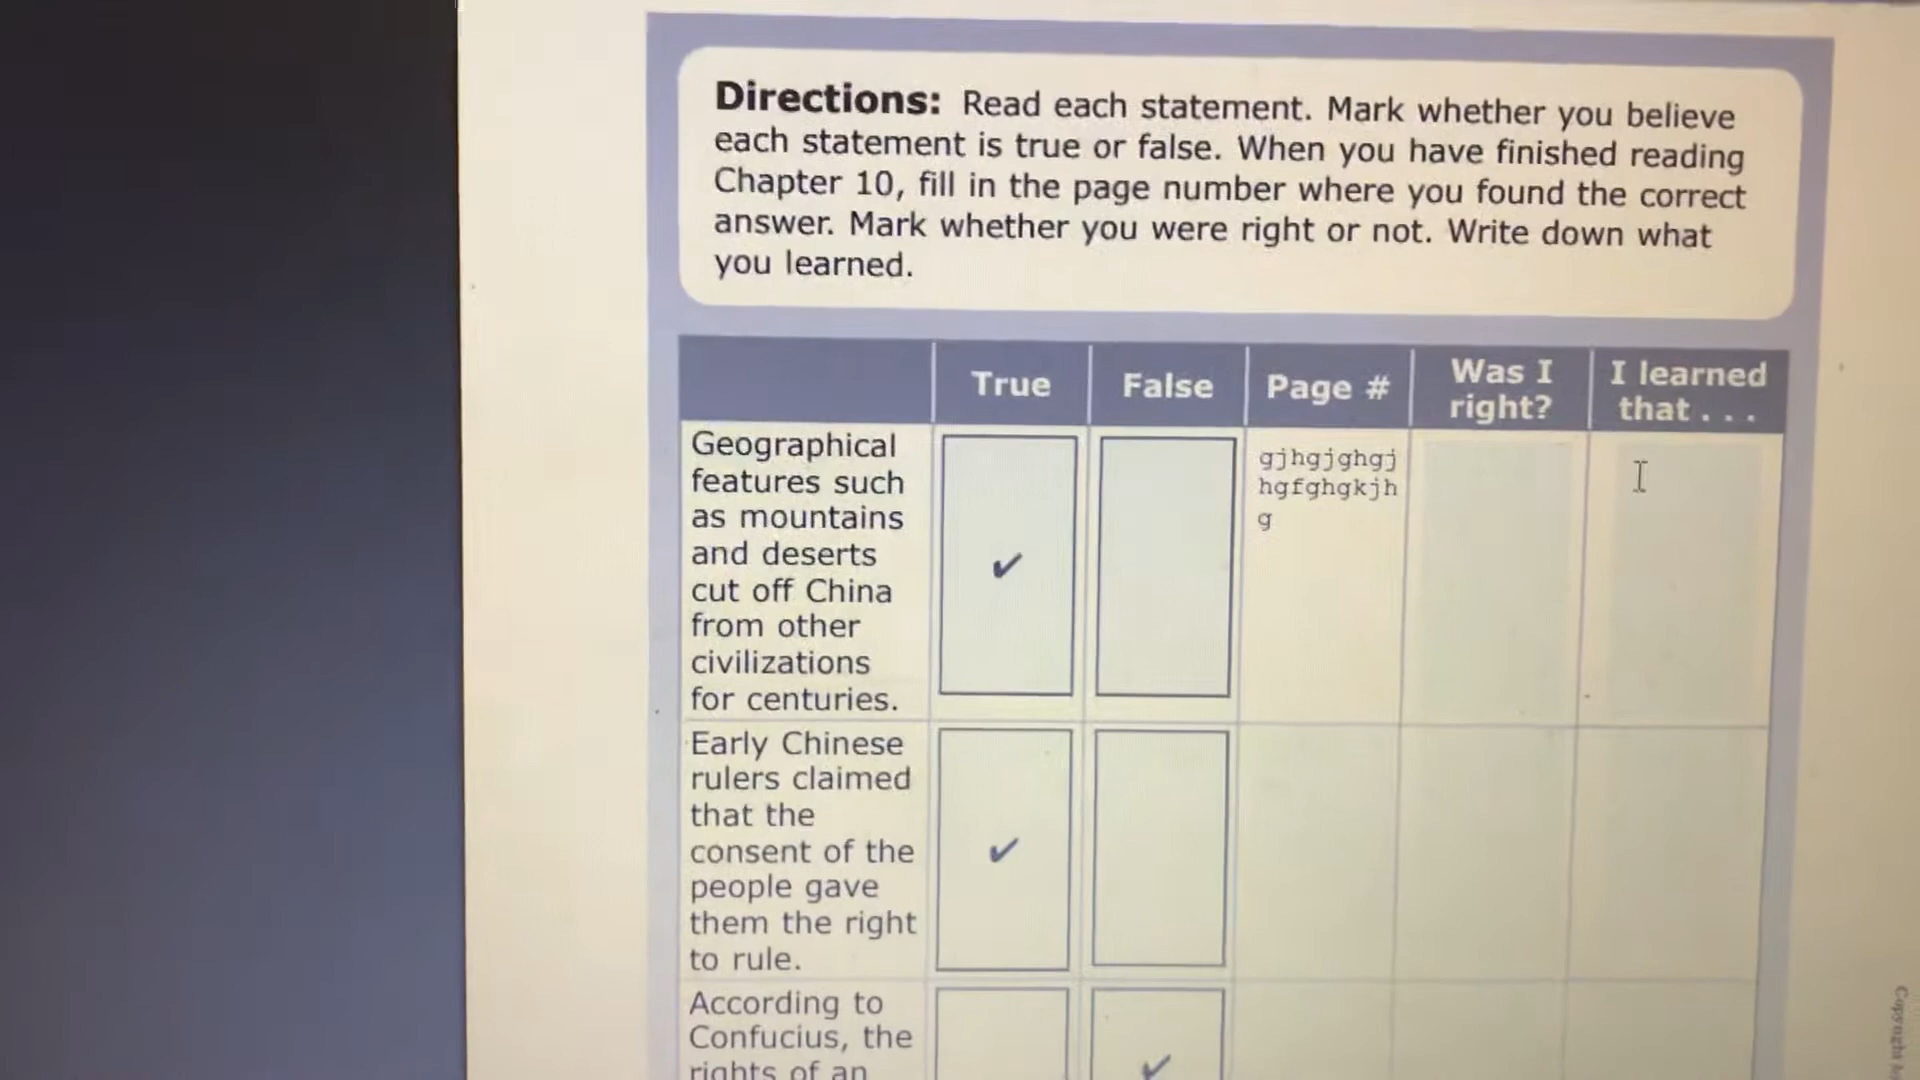 Directions: Read each statement. Mark whether you believe
each statement is true or false. When you have finished reading
Chapter 10, fill in the page number where you found the correct
answer. Mark whether you were right or not. Write down what
you learned.
True
False
Page #
Was I
right?
I learned
that . . .
Geographical
features such
as mountains
and deserts
cut off China
from other
civilizations
for centuries.
gjhgjghgj
hgfghgkjh
g
Early Chinese
rulers claimed
that the
consent of the
people gave
them the right
to rule.
According to
Confucius, the
rights of an
Copyright